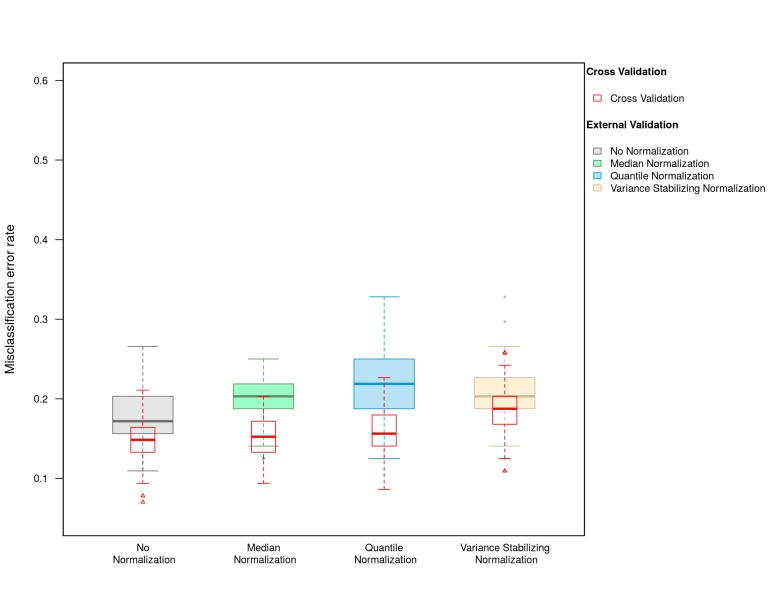 Misclassification error rate
0.6
0.5
0.4
0.3
0.2
0.1
No
Normalization
Median
Normalization
Quantile
Normalization
Variance Stabilizing
Normalization
Cross Validation
Cross Validation
External Validation
No Normalization
Median Normalization
Quantile Normalization
Variance Stabilizing Normalization